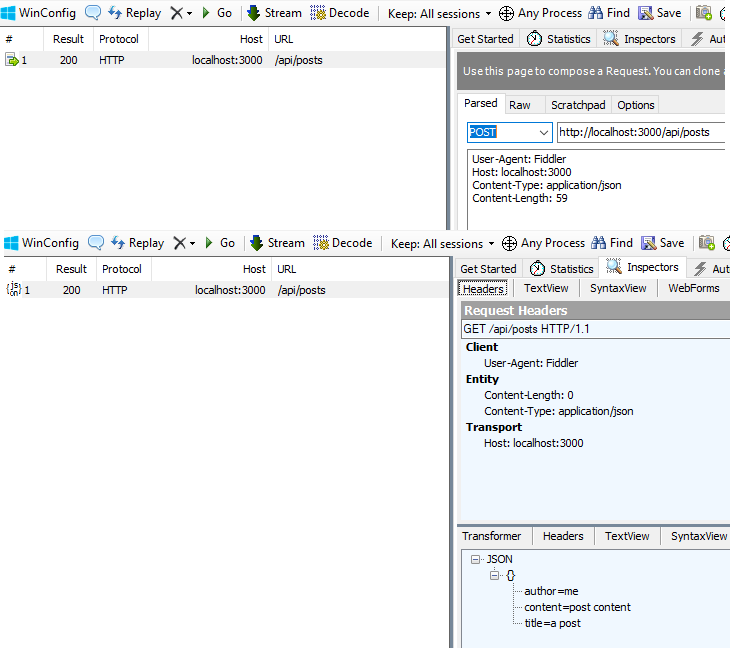 WinConfig Replay Go Stream Decode Keep: All sessions Any Process Find Save
# Result Protocol Host URL
1 200 HTTP localhost:3000 /api/posts
Get Started Statistics Inspectors Aut
Use this page to compose a Request. You can clone a
Parsed Raw Scratchpad Options
POST http://localhost:3000/api/posts
User-Agent: Fiddler
Host: localhost:3000
Content-Type: application/json
Content-Length: 59
WinConfig Replay Go Stream Decode Keep: All sessions Any Process Find Save
# Result Protocol Host URL
{js on} 1 200 HTTP localhost:3000 /api/posts
Get Started Statistics Inspectors Aut
Headers TextView SyntaxView WebForms
Request Headers
GET /api/posts HTTP/1.1
Client
User-Agent: Fiddler
Entity
Content-Length: 0
Content-Type: application/json
Transport
Host: localhost:3000
Transformer Headers TextView SyntaxView
JSON
{}
author=me
content=post content
title=a post